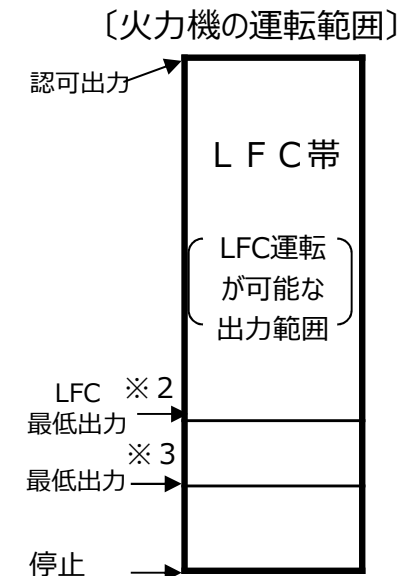 〔火力機の運転範囲〕
認可出力
ＬＦＣ帯
LFC運転
が可能な
出力範囲
LFC ※２
最低出力
※３
最低出力
停止